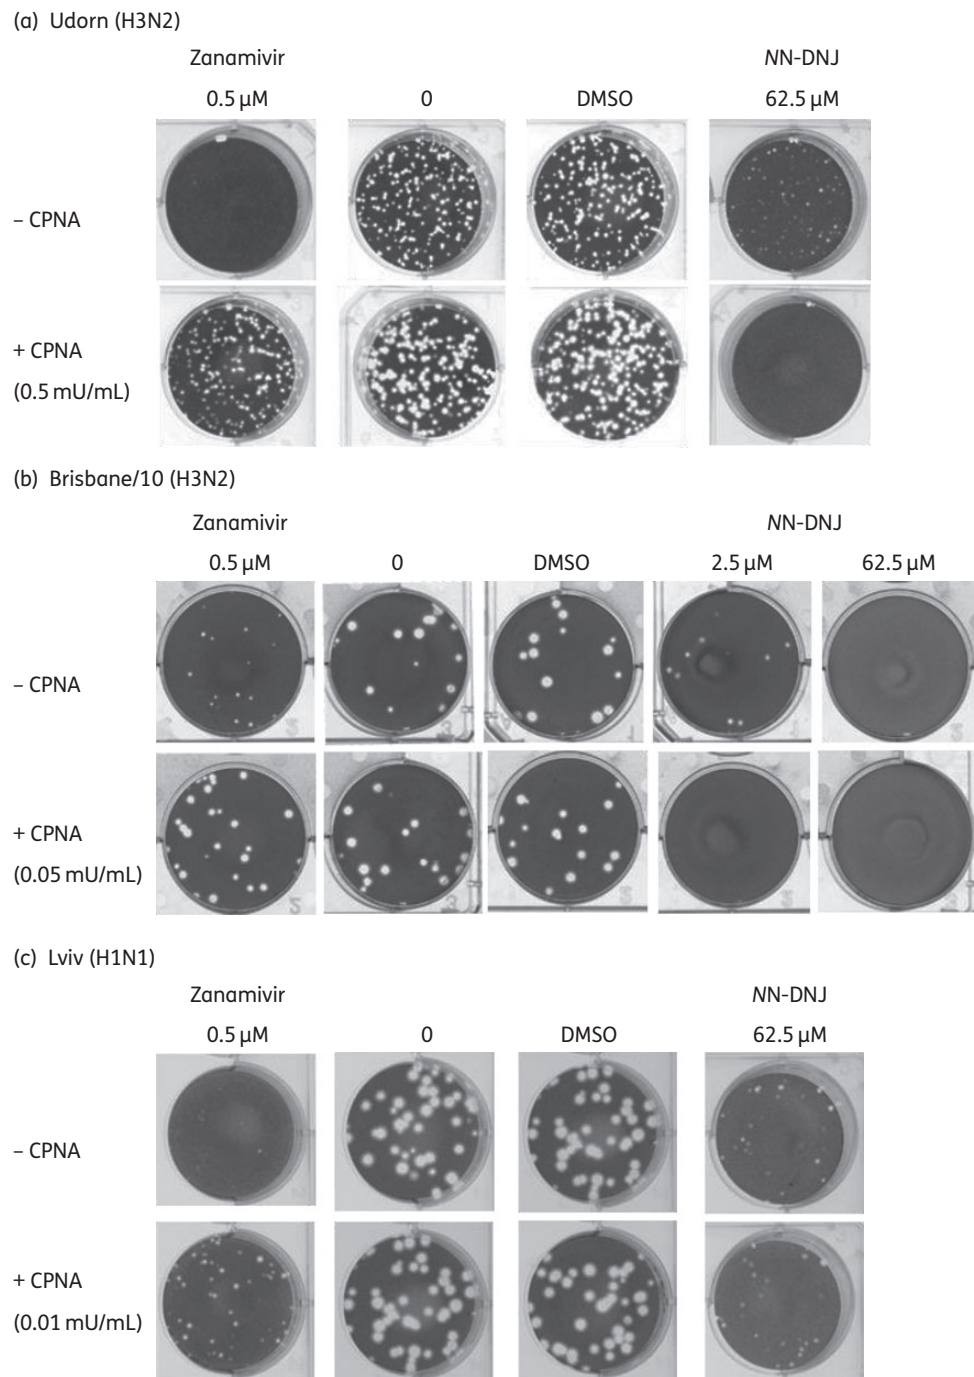 (a) Udorn (H3N2)
Zanamivir NN-DNJ
0.5 µM 0 DMSO 62.5 µM
– CPNA
+ CPNA
(0.5 mU/mL)
(b) Brisbane/10 (H3N2)
Zanamivir NN-DNJ
0.5 µM 0 DMSO 2.5 µM 62.5 µM
– CPNA
+ CPNA
(0.05 mU/mL)
(c) Lviv (H1N1)
Zanamivir NN-DNJ
0.5 µM 0 DMSO 62.5 µM
– CPNA
+ CPNA
(0.01 mU/mL)